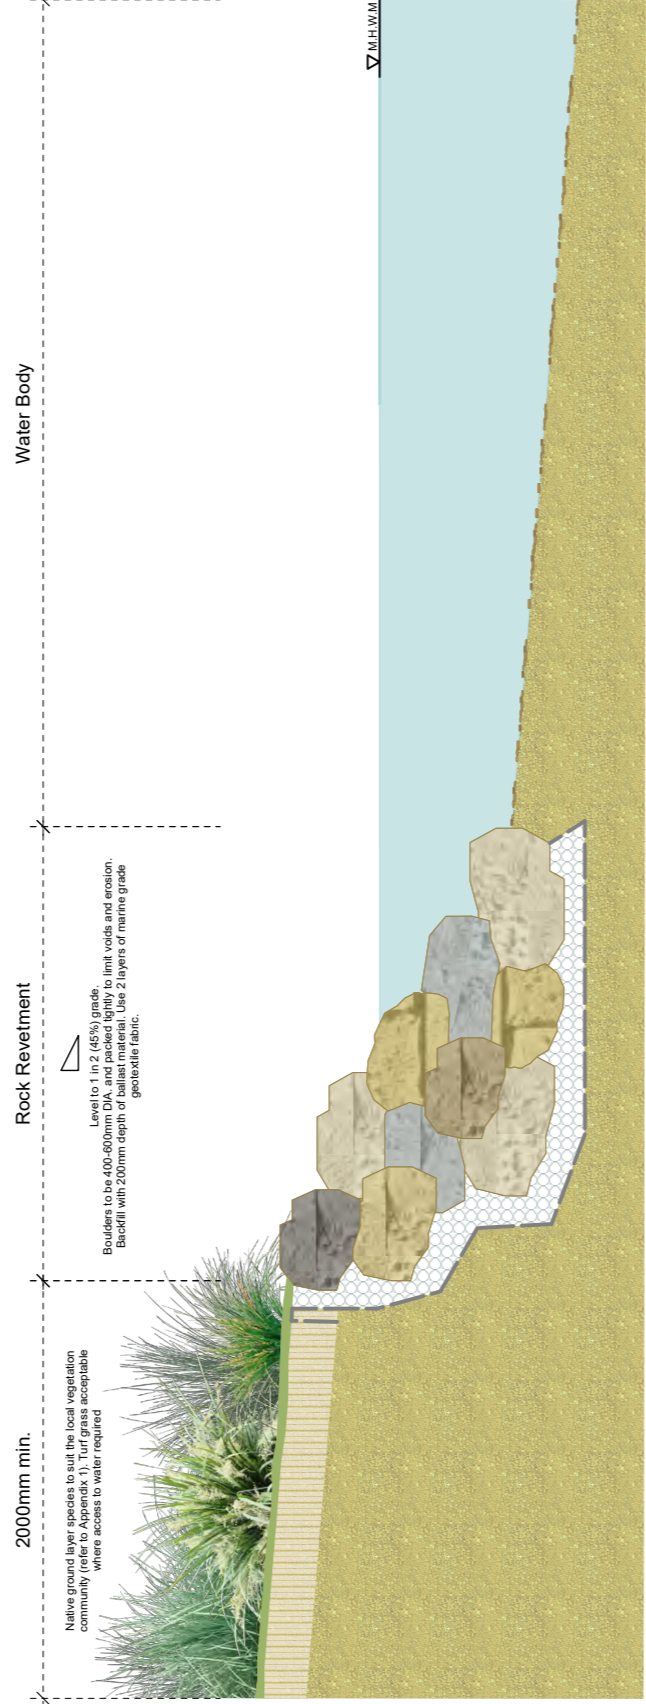 2000mm min.
Native ground layer species to suit the local vegetation
community (refer to Appendix 1). Turf grass acceptable
where access to water required
Rock Revetment
Level to 1 in 2 (45%) grade.
Boulders to be 400-600mm DIA. and packed tightly to limit voids and erosion.
Backfill with 200mm depth of ballast material. Use 2 layers of marine grade
geotextile fabric.
Water Body
M.H.W.M